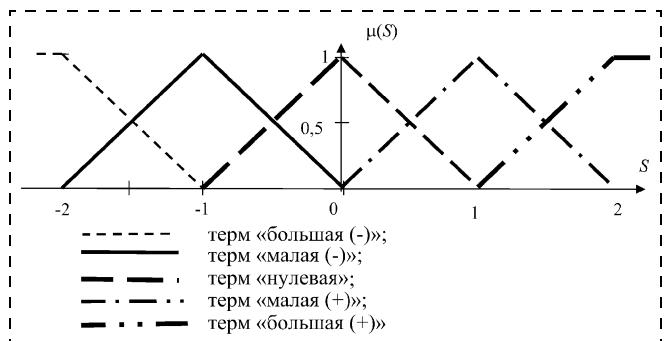 μ(S)
1
0,5
S
-2 -1 0 1 2
терм «большая (-)»;
терм «малая (-)»;
терм «нулевая»;
терм «малая (+)»;
терм «большая (+)»